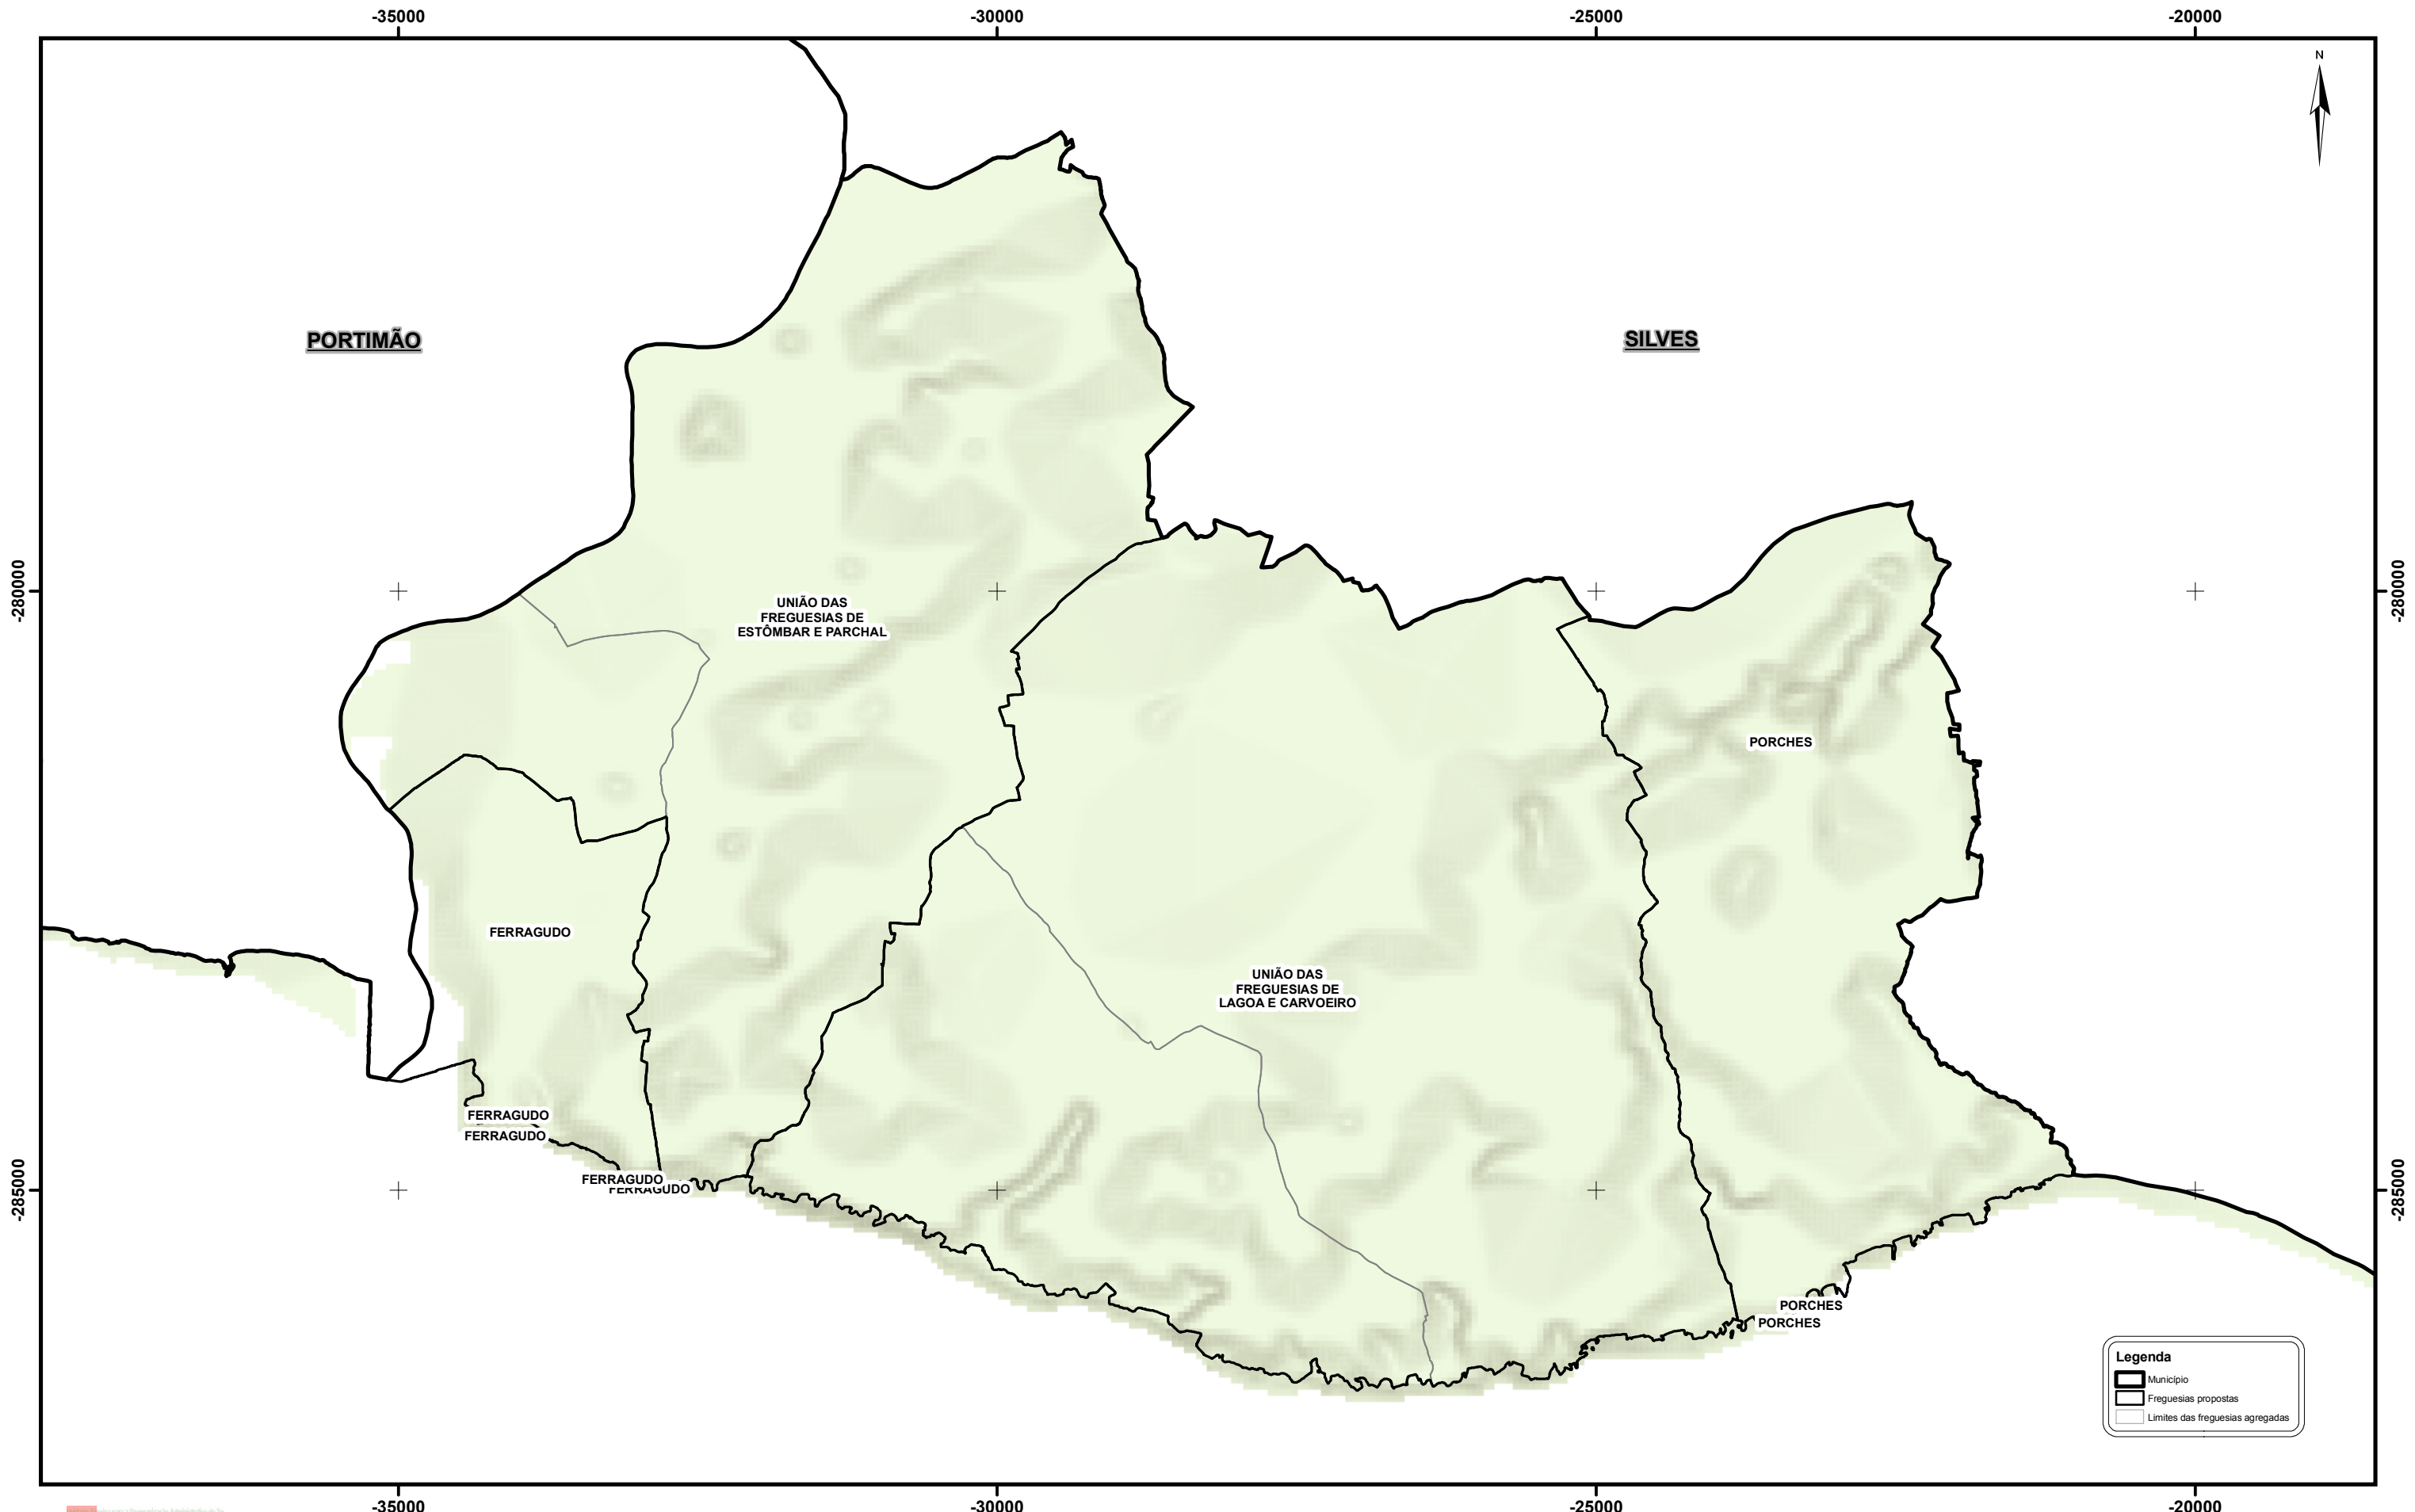 -35000
-30000
-25000
-20000
N
PORTIMÃO
SILVES
-280000
-280000
UNIÃO DAS
FREGUESIAS DE
ESTÔMBAR E PARCHAL
PORCHES
FERRAGUDO
UNIÃO DAS
FREGUESIAS DE
LAGOA E CARVOEIRO
FERRAGUDO
FERRAGUDO
FERRAGUDO
FERRAGUDO
-285000
-285000
PORCHES
PORCHES
Legenda
Município
Freguesias propostas
Limites das freguesias agregadas
-35000
-30000
-25000
-20000